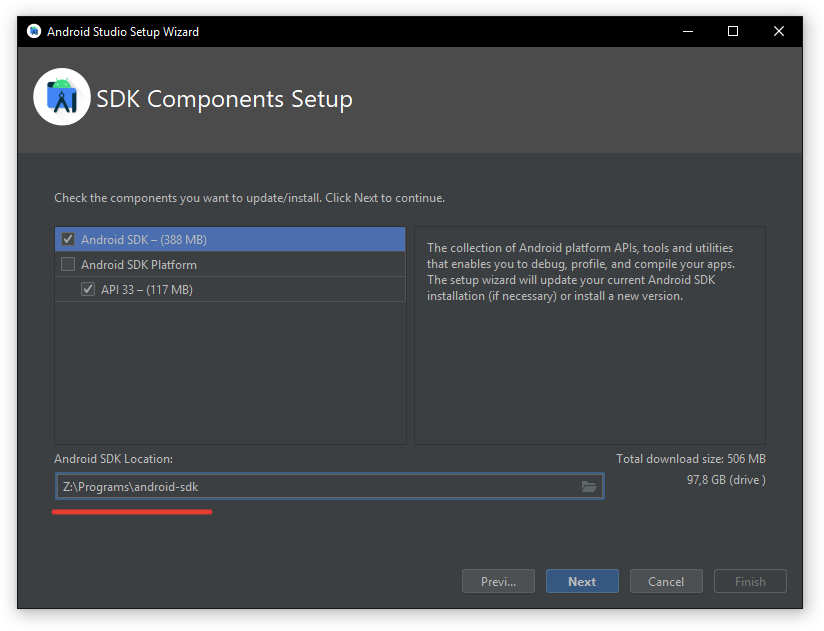 Android Studio Setup Wizard
SDK Components Setup
Check the components you want to update/install. Click Next to continue.
Android SDK – (388 MB)
Android SDK Platform
API 33 – (117 MB)
The collection of Android platform APIs, tools and utilities
that enables you to debug, profile, and compile your apps.
The setup wizard will update your current Android SDK
installation (if necessary) or install a new version.
Android SDK Location:
Z:\Programs\android-sdk
Total download size: 506 MB
97,8 GB (drive )
Previ...
Next
Cancel
Finish